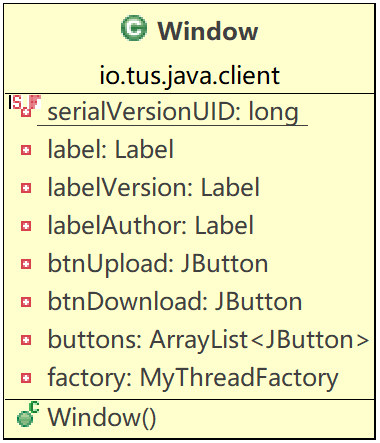 C Window
io.tus.java.client
S F serialVersionUID: long
label: Label
labelVersion: Label
labelAuthor: Label
btnUpload: JButton
btnDownload: JButton
buttons: ArrayList<JButton>
factory: MyThreadFactory
C Window()